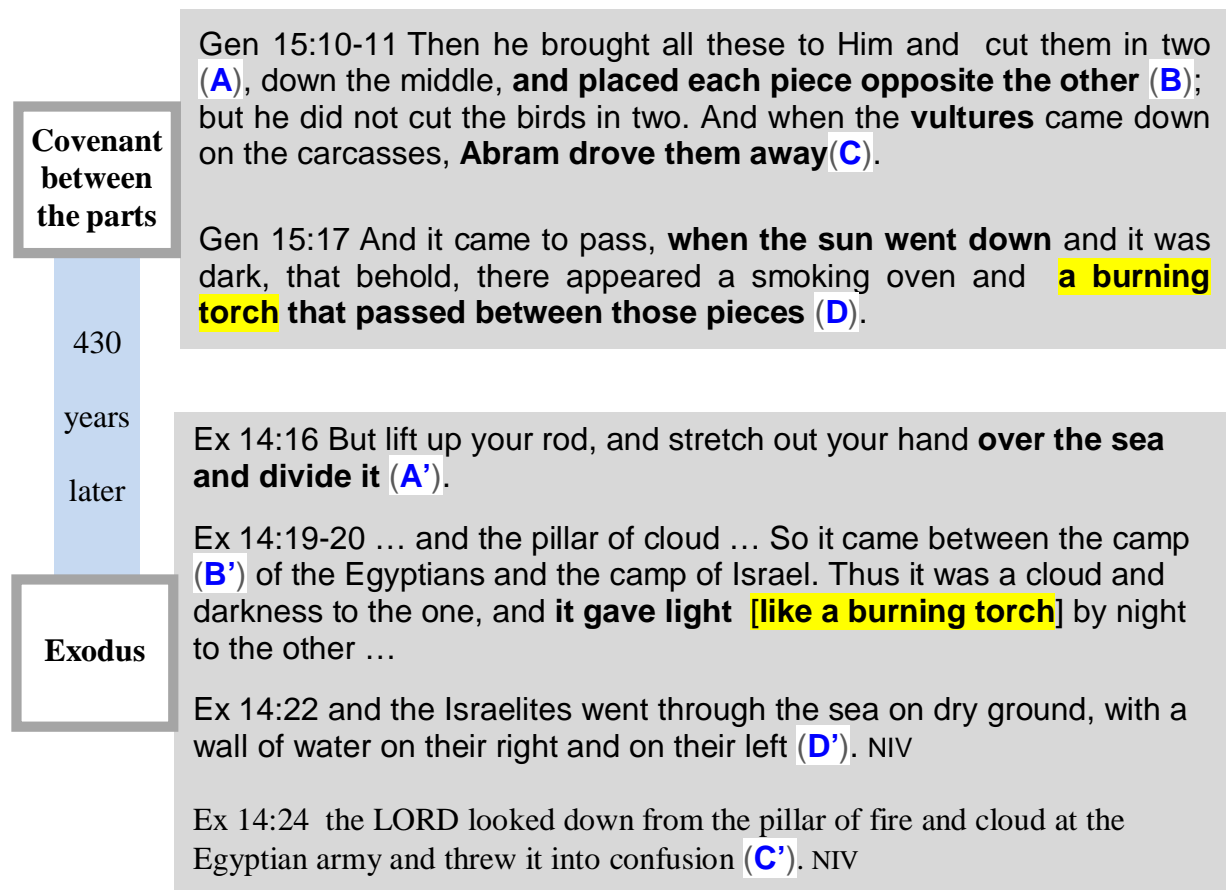 Gen 15:10-11 Then he brought all these to Him and cut them in two
(A), down the middle, and placed each piece opposite the other (B);
but he did not cut the birds in two. And when the vultures came down
on the carcasses, Abram drove them away(C).
Covenant
between
the parts
Gen 15:17 And it came to pass, when the sun went down and it was
dark, that behold, there appeared a smoking oven and a burning
torch that passed between those pieces (D).
430
years
later
Ex 14:16 But lift up your rod, and stretch out your hand over the sea
and divide it (A’).
Ex 14:19-20 … and the pillar of cloud … So it came between the camp
(B’) of the Egyptians and the camp of Israel. Thus it was a cloud and
darkness to the one, and it gave light [like a burning torch] by night
to the other …
Exodus
Ex 14:22 and the Israelites went through the sea on dry ground, with a
wall of water on their right and on their left (D’). NIV
Ex 14:24 the LORD looked down from the pillar of fire and cloud at the
Egyptian army and threw it into confusion (C’). NIV